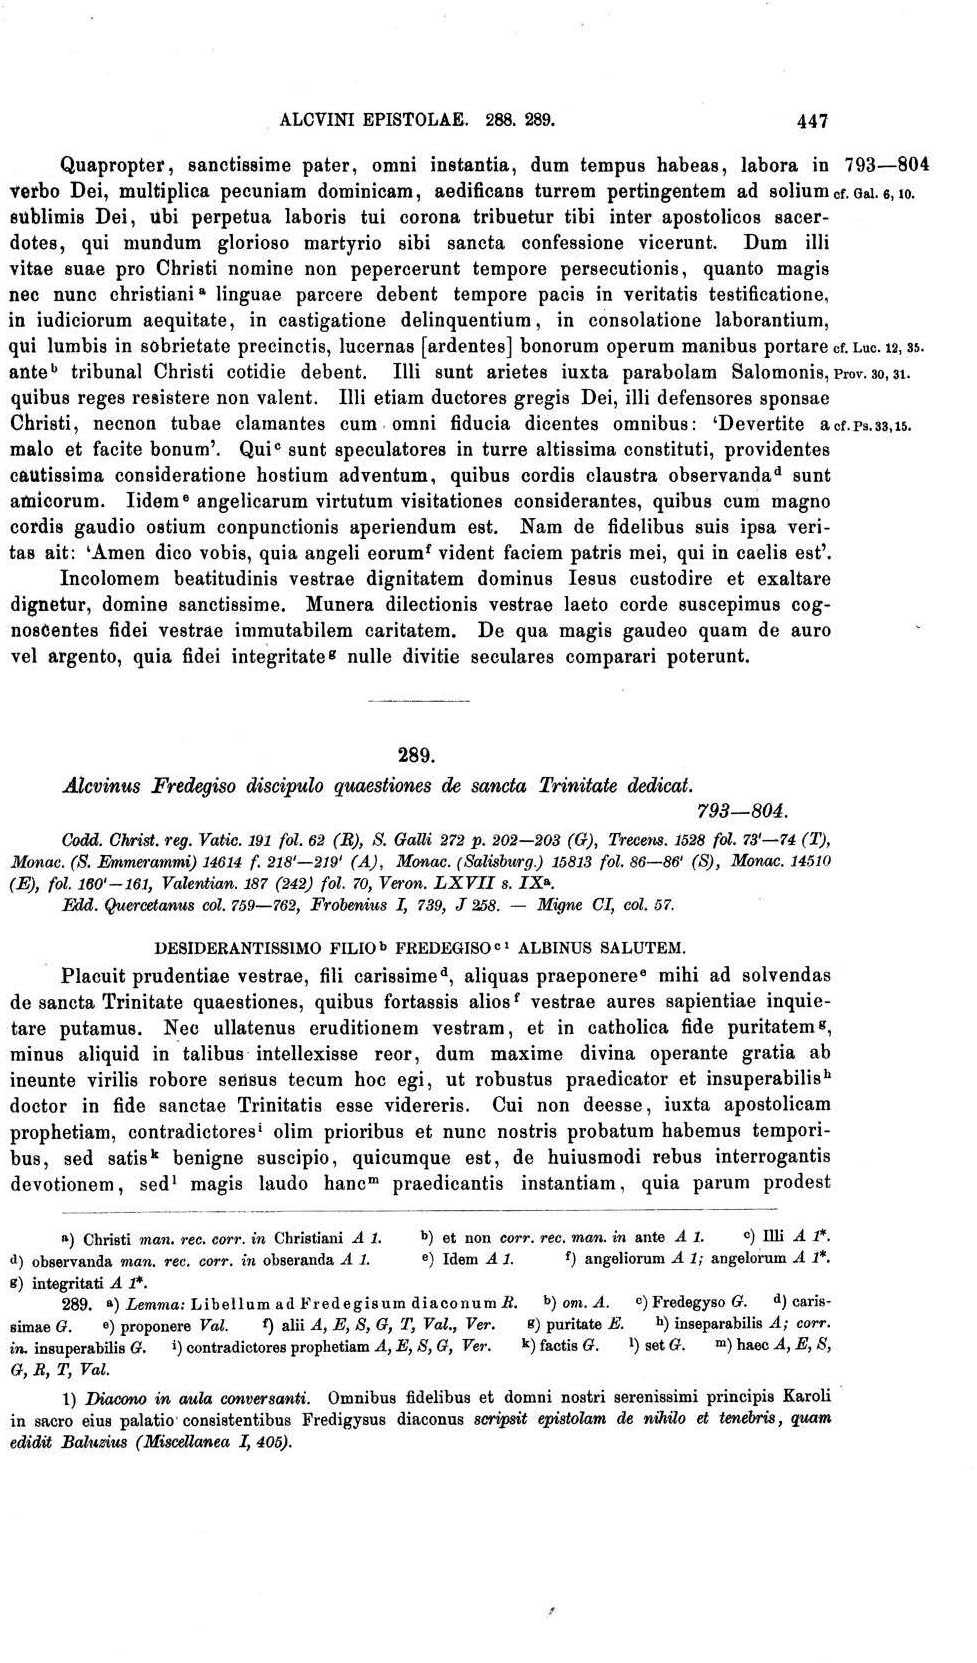 ALCVINI EPISTOLAE. 288. 289. 447
Quapropter, sanctissime pater, omni instantia, dum tempus habeas, labora in 793—804
verbo Dei, multiplica pecuniam dominicam, aedificans turrem pertingentem ad solium cf. Gal. 6, 10.
sublimis Dei, ubi perpetua laboris tui corona tribuetur tibi inter apostolicos sacer-
dotes, qui mundum glorioso martyrio sibi sancta confessione vicerunt. Dum illi
vitae suae pro Christi nomine non pepercerunt tempore persecutionis, quanto magis
nec nunc christiani a linguae parcere debent tempore pacis in veritatis testificatione,
in iudiciorum aequitate, in castigatione delinquentium, in consolatione laborantium,
qui lumbis in sobrietate precinctis, lucernas [ardentes] bonorum operum manibus portare cf. Luc. 12, 35.
ante b tribunal Christi cotidie debent. Illi sunt arietes iuxta parabolam Salomonis, Prov. 30, 31.
quibus reges resistere non valent. Illi etiam ductores gregis Dei, illi defensores sponsae
Christi, necnon tubae clamantes cum omni fiducia dicentes omnibus: ‘Devertite a cf. Ps. 33, 15.
malo et facite bonum’. Qui c sunt speculatores in turre altissima constituti, providentes
cautissima consideratione hostium adventum, quibus cordis claustra observanda d sunt
amicorum. Iidem e angelicarum virtutum visitationes considerantes, quibus cum magno
cordis gaudio ostium conpunctionis aperiendum est. Nam de fidelibus suis ipsa veri-
tas ait: ‘Amen dico vobis, quia angeli eorum f vident faciem patris mei, qui in caelis est’.
Incolomem beatitudinis vestrae dignitatem dominus Iesus custodire et exaltare
dignetur, domine sanctissime. Munera dilectionis vestrae laeto corde suscepimus cog-
noscentes fidei vestrae immutabilem caritatem. De qua magis gaudeo quam de auro
vel argento, quia fidei integritate g nulle divitie seculares comparari poterunt.
289.
Alcvinus Fredegiso discipulo quaestiones de sancta Trinitate dedicat.
793—804.
Codd. Christ. reg. Vatic. 191 fol. 62 (R), S. Galli 272 p. 202—203 (G), Trecens. 1528 fol. 73'—74 (T),
Monac. (S. Emmerammi) 14614 f. 218'—219' (A), Monac. (Salisburg.) 15813 fol. 86—86' (S), Monac. 14510
(E), fol. 160'—161, Valentian. 187 (242) fol. 70, Veron. LXVII s. IXa.
Edd. Quercetanus col. 759—762, Frobenius I, 739, J 258. — Migne CI, col. 57.
DESIDERANTISSIMO FILIO b FREDEGISO c 1 ALBINUS SALUTEM.
Placuit prudentiae vestrae, fili carissime d, aliquas praeponere e mihi ad solvendas
de sancta Trinitate quaestiones, quibus fortassis alios f vestrae aures sapientiae inquie-
tare putamus. Nec ullatenus eruditionem vestram, et in catholica fide puritatem g,
minus aliquid in talibus intellexisse reor, dum maxime divina operante gratia ab
ineunte virilis robore sensus tecum hoc egi, ut robustus praedicator et insuperabilis h
doctor in fide sanctae Trinitatis esse videreris. Cui non deesse, iuxta apostolicam
prophetiam, contradictores i olim prioribus et nunc nostris probatum habemus tempori-
bus, sed satis k benigne suscipio, quicumque est, de huiusmodi rebus interrogantis
devotionem, sed l magis laudo hanc m praedicantis instantiam, quia parum prodest
a) Christi man. rec. corr. in Christiani A 1. b) et non corr. rec. man. in ante A 1. c) Illi A 1*.
d) observanda man. rec. corr. in obseranda A 1. e) Idem A 1. f) angeliorum A 1; angelorum A 1*.
g) integritati A 1*.
289. a) Lemma: Libellum ad Fredegisum diaconum R. b) om. A. c) Fredegyso G. d) caris-
simae G. e) proponere Val. f) alii A, E, S, G, T, Val., Ver. g) puritate E. h) inseparabilis A; corr.
in. insuperabilis G. i) contradictores prophetiam A, E, S, G, Ver. k) factis G. l) set G. m) haec A, E, S,
G, R, T, Val.
1) Diacono in aula conversanti. Omnibus fidelibus et domni nostri serenissimi principis Karoli
in sacro eius palatio consistentibus Fredigysus diaconus scripsit epistolam de nihilo et tenebris, quam
edidit Baluzius (Miscellanea I, 405).